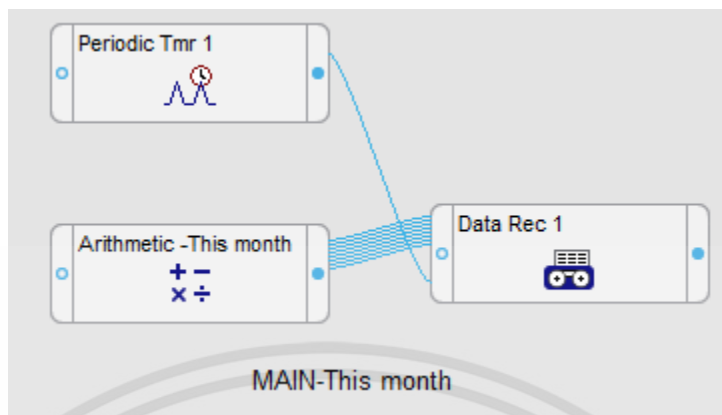 Periodic Tmr 1
Arithmetic -This month
Data Rec 1
MAIN-This month